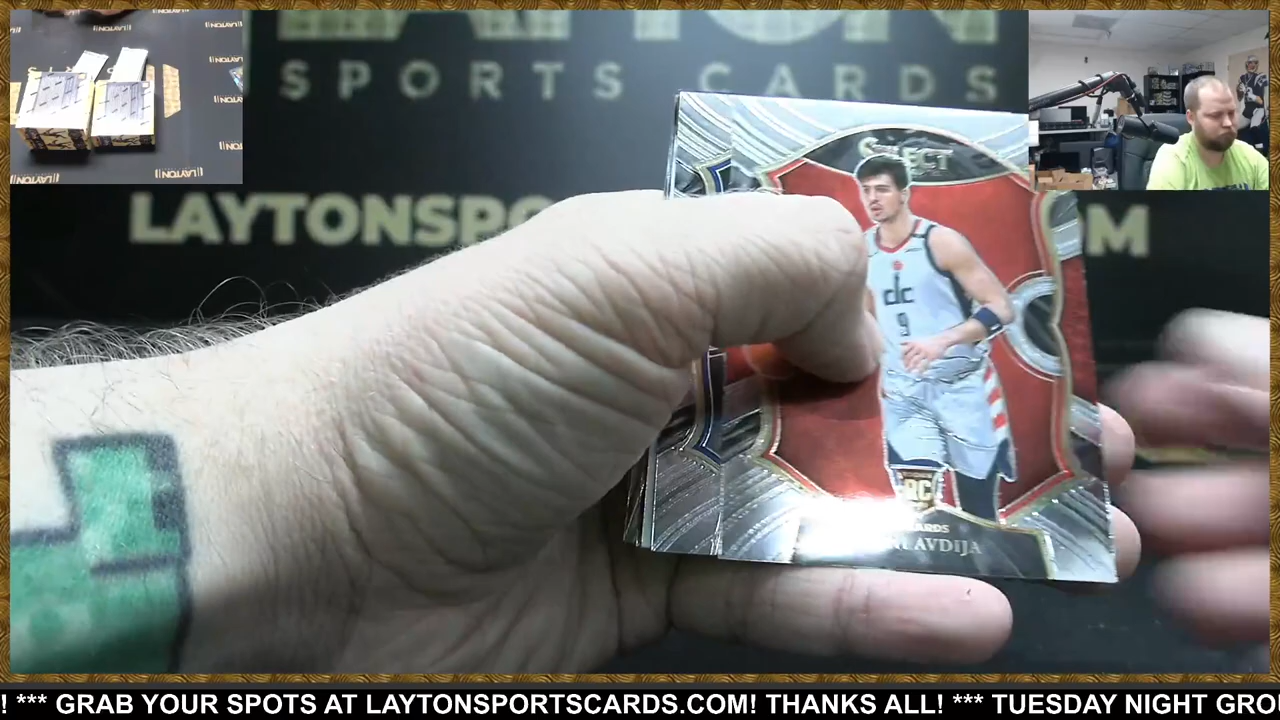 LAYTON
SPORTS CARDS
LAYTONSPO
OM
SELECT
dc
9
RC
AVDIJA
! *** GRAB YOUR SPOTS AT LAYTONSPORTSCARDS.COM! THANKS ALL! *** TUESDAY NIGHT GRO